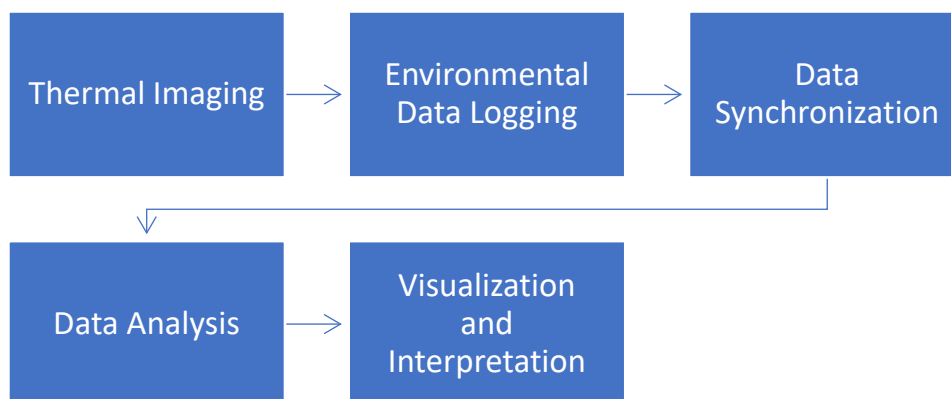 Thermal Imaging
Environmental
Data Logging
Data
Synchronization
Data Analysis
Visualization
and
Interpretation